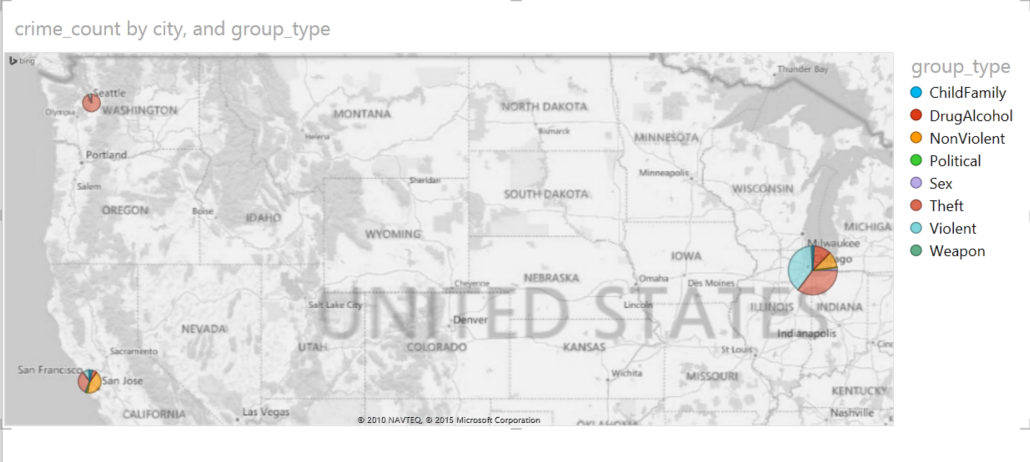 crime_count by city, and group_type
bing
group_type
ChildFamily
DrugAlcohol
NonViolent
Political
Sex
Theft
Violent
Weapon
Thunder Bay
Seattle
Olympia
WASHINGTON
MONTANA
NORTH DAKOTA
Helena
Bismarck
MINNESOTA
Portland
Minneapolis
Salem
Sheridan
WISCONSIN
SOUTH DAKOTA
OREGON
Boise
IDAHO
MICHIGA
WYOMING
Milwaukee
ago
IOWA
NEBRASKA
Cheyenne
Omaha
Des Moines
Salt Lake City
Lincoln
UNITED STATES
ILLINOIS
INDIANA
Denver
NEVADA
Indianapolis
UTAH
COLORADO
KANSAS
St Louis
Cinc
Sacramento
San Francisco
San Jose
Wichita
MISSOURI
KENTUCKY
CALIFORNIA
Las Vegas
Nashville
© 2010 NAVTEQ, © 2015 Microsoft Corporation
OKLAHOMA